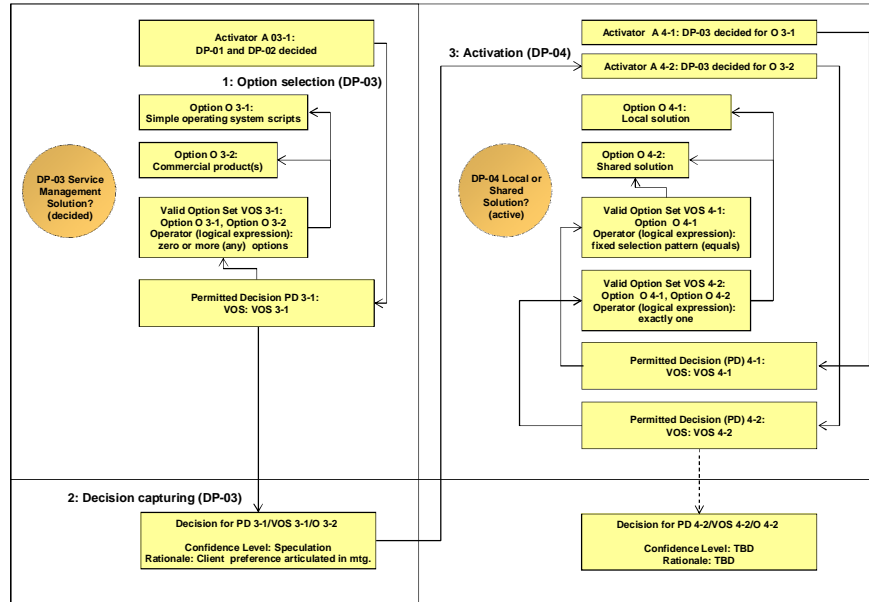 Activator A 03-1:
DP-01 and DP-02 decided
1: Option selection (DP-03)
Option O 3-1:
Simple operating system scripts
Option O 3-2:
Commercial product(s)
DP-03 Service
Management
Solution?
(decided)
Valid Option Set VOS 3-1:
Option O 3-1, Option O 3-2
Operator (logical expression):
zero or more (any) options
Permitted Decision PD 3-1:
VOS: VOS 3-1
2: Decision capturing (DP-03)
Decision for PD 3-1/VOS 3-1/O 3-2
Confidence Level: Speculation
Rationale: Client preference articulated in mtg.
3: Activation (DP-04)
Activator A 4-1: DP-03 decided for O 3-1
Activator A 4-2: DP-03 decided for O 3-2
Option O 4-1:
Local solution
Option O 4-2:
Shared solution
DP-04 Local or
Shared
Solution?
(active)
Valid Option Set VOS 4-1:
Option O 4-1
Operator (logical expression):
fixed selection pattern (equals)
Valid Option Set VOS 4-2:
Option O 4-1, Option O 4-2
Operator (logical expression):
exactly one
Permitted Decision (PD) 4-1:
VOS: VOS 4-1
Permitted Decision (PD) 4-2:
VOS: VOS 4-2
Decision for PD 4-2/VOS 4-2/O 4-2
Confidence Level: TBD
Rationale: TBD